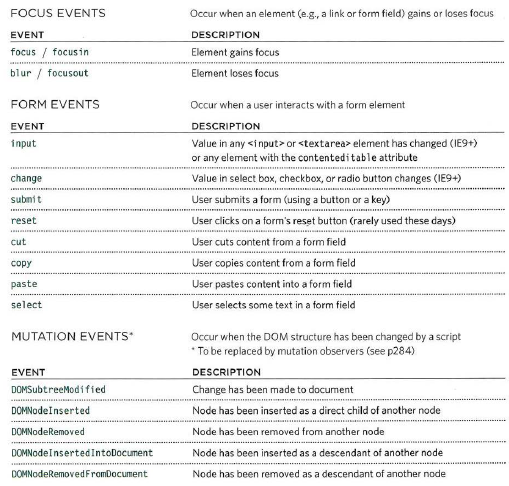 FOCUS EVENTS Occur when an element (e.g., a link or form field) gains or loses focus
EVENT DESCRIPTION
focus / focusin Element gains focus
blur / focusout Element loses focus
FORM EVENTS Occur when a user interacts with a form element
EVENT DESCRIPTION
input Value in any <input> or <textarea> element has changed (IE9+)
or any element with the contenteditable attribute
change Value in select box, checkbox, or radio button changes (IE9+)
submit User submits a form (using a button or a key)
reset User clicks on a form's reset button (rarely used these days)
cut User cuts content from a form field
copy User copies content from a form field
paste User pastes content into a form field
select User selects some text in a form field
MUTATION EVENTS* Occur when the DOM structure has been changed by a script
* To be replaced by mutation observers (see p284)
EVENT DESCRIPTION
DOMSubtreeModified Change has been made to document
DOMNodeInserted Node has been inserted as a direct child of another node
DOMNodeRemoved Node has been removed from another node
DOMNodeInsertedIntoDocument Node has been inserted as a descendant of another node
DOMNodeRemovedFromDocument Node has been removed as a descendant of another node